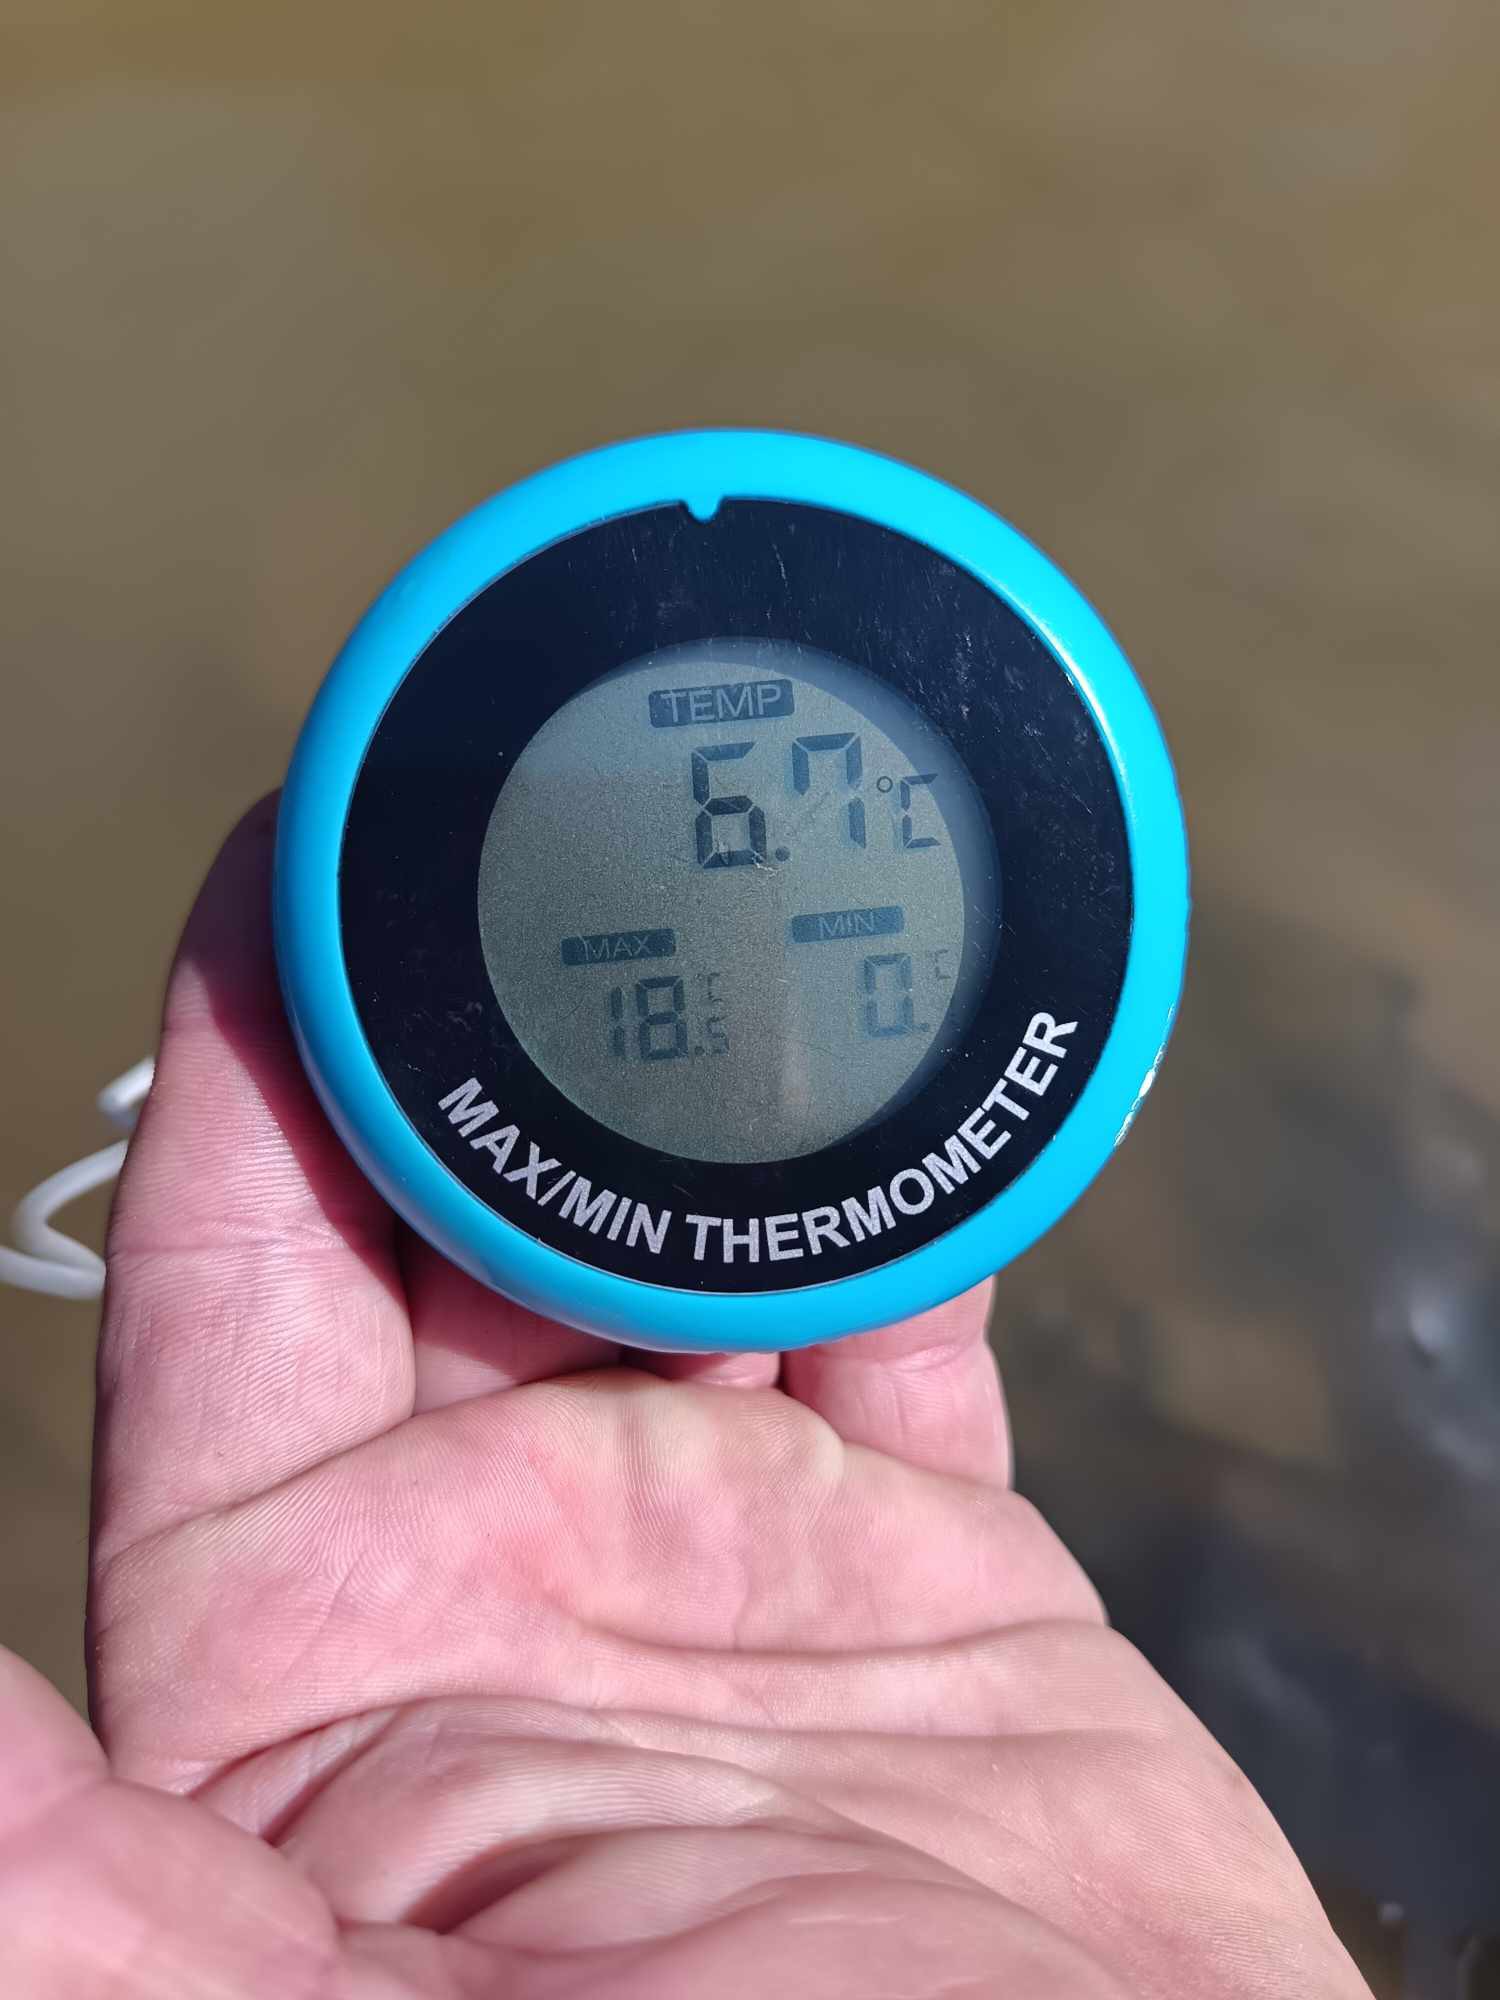 TEMP
6.7°C
MAX MIN
18.5°C 0.°C
MAX/MIN THERMOMETER